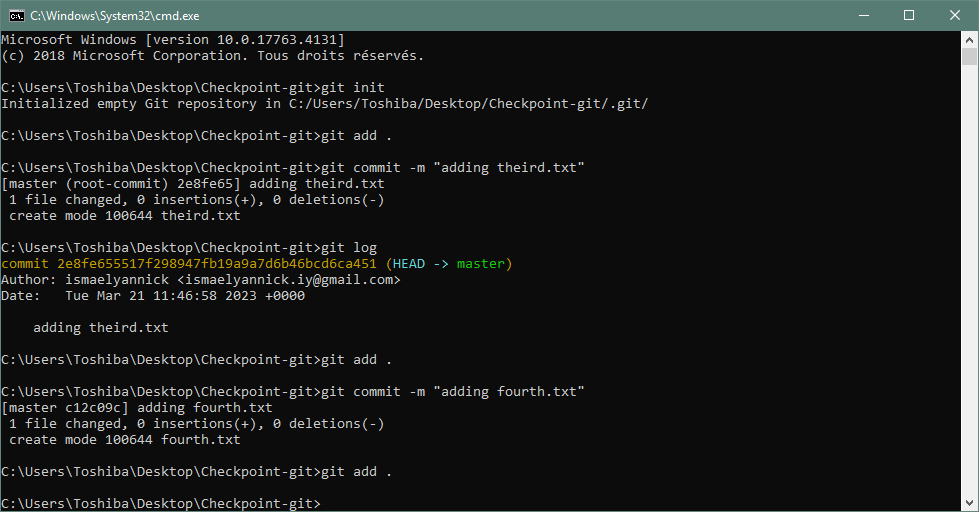 C:\Windows\System32\cmd.exe
Microsoft Windows [version 10.0.17763.4131]
(c) 2018 Microsoft Corporation. Tous droits réservés.
C:\Users\Toshiba\Desktop\Checkpoint-git>git init
Initialized empty Git repository in C:/Users/Toshiba/Desktop/Checkpoint-git/.git/
C:\Users\Toshiba\Desktop\Checkpoint-git>git add .
C:\Users\Toshiba\Desktop\Checkpoint-git>git commit -m "adding theird.txt"
[master (root-commit) 2e8fe65] adding theird.txt
 1 file changed, 0 insertions(+), 0 deletions(-)
 create mode 100644 theird.txt
C:\Users\Toshiba\Desktop\Checkpoint-git>git log
commit 2e8fe655517f298947fb19a9a7d6b46bcd6ca451 (HEAD -> master)
Author: ismaelyannick <ismaelyannick.iy@gmail.com>
Date:   Tue Mar 21 11:46:58 2023 +0000
    adding theird.txt
C:\Users\Toshiba\Desktop\Checkpoint-git>git add .
C:\Users\Toshiba\Desktop\Checkpoint-git>git commit -m "adding fourth.txt"
[master c12c09c] adding fourth.txt
 1 file changed, 0 insertions(+), 0 deletions(-)
 create mode 100644 fourth.txt
C:\Users\Toshiba\Desktop\Checkpoint-git>git add .
C:\Users\Toshiba\Desktop\Checkpoint-git>